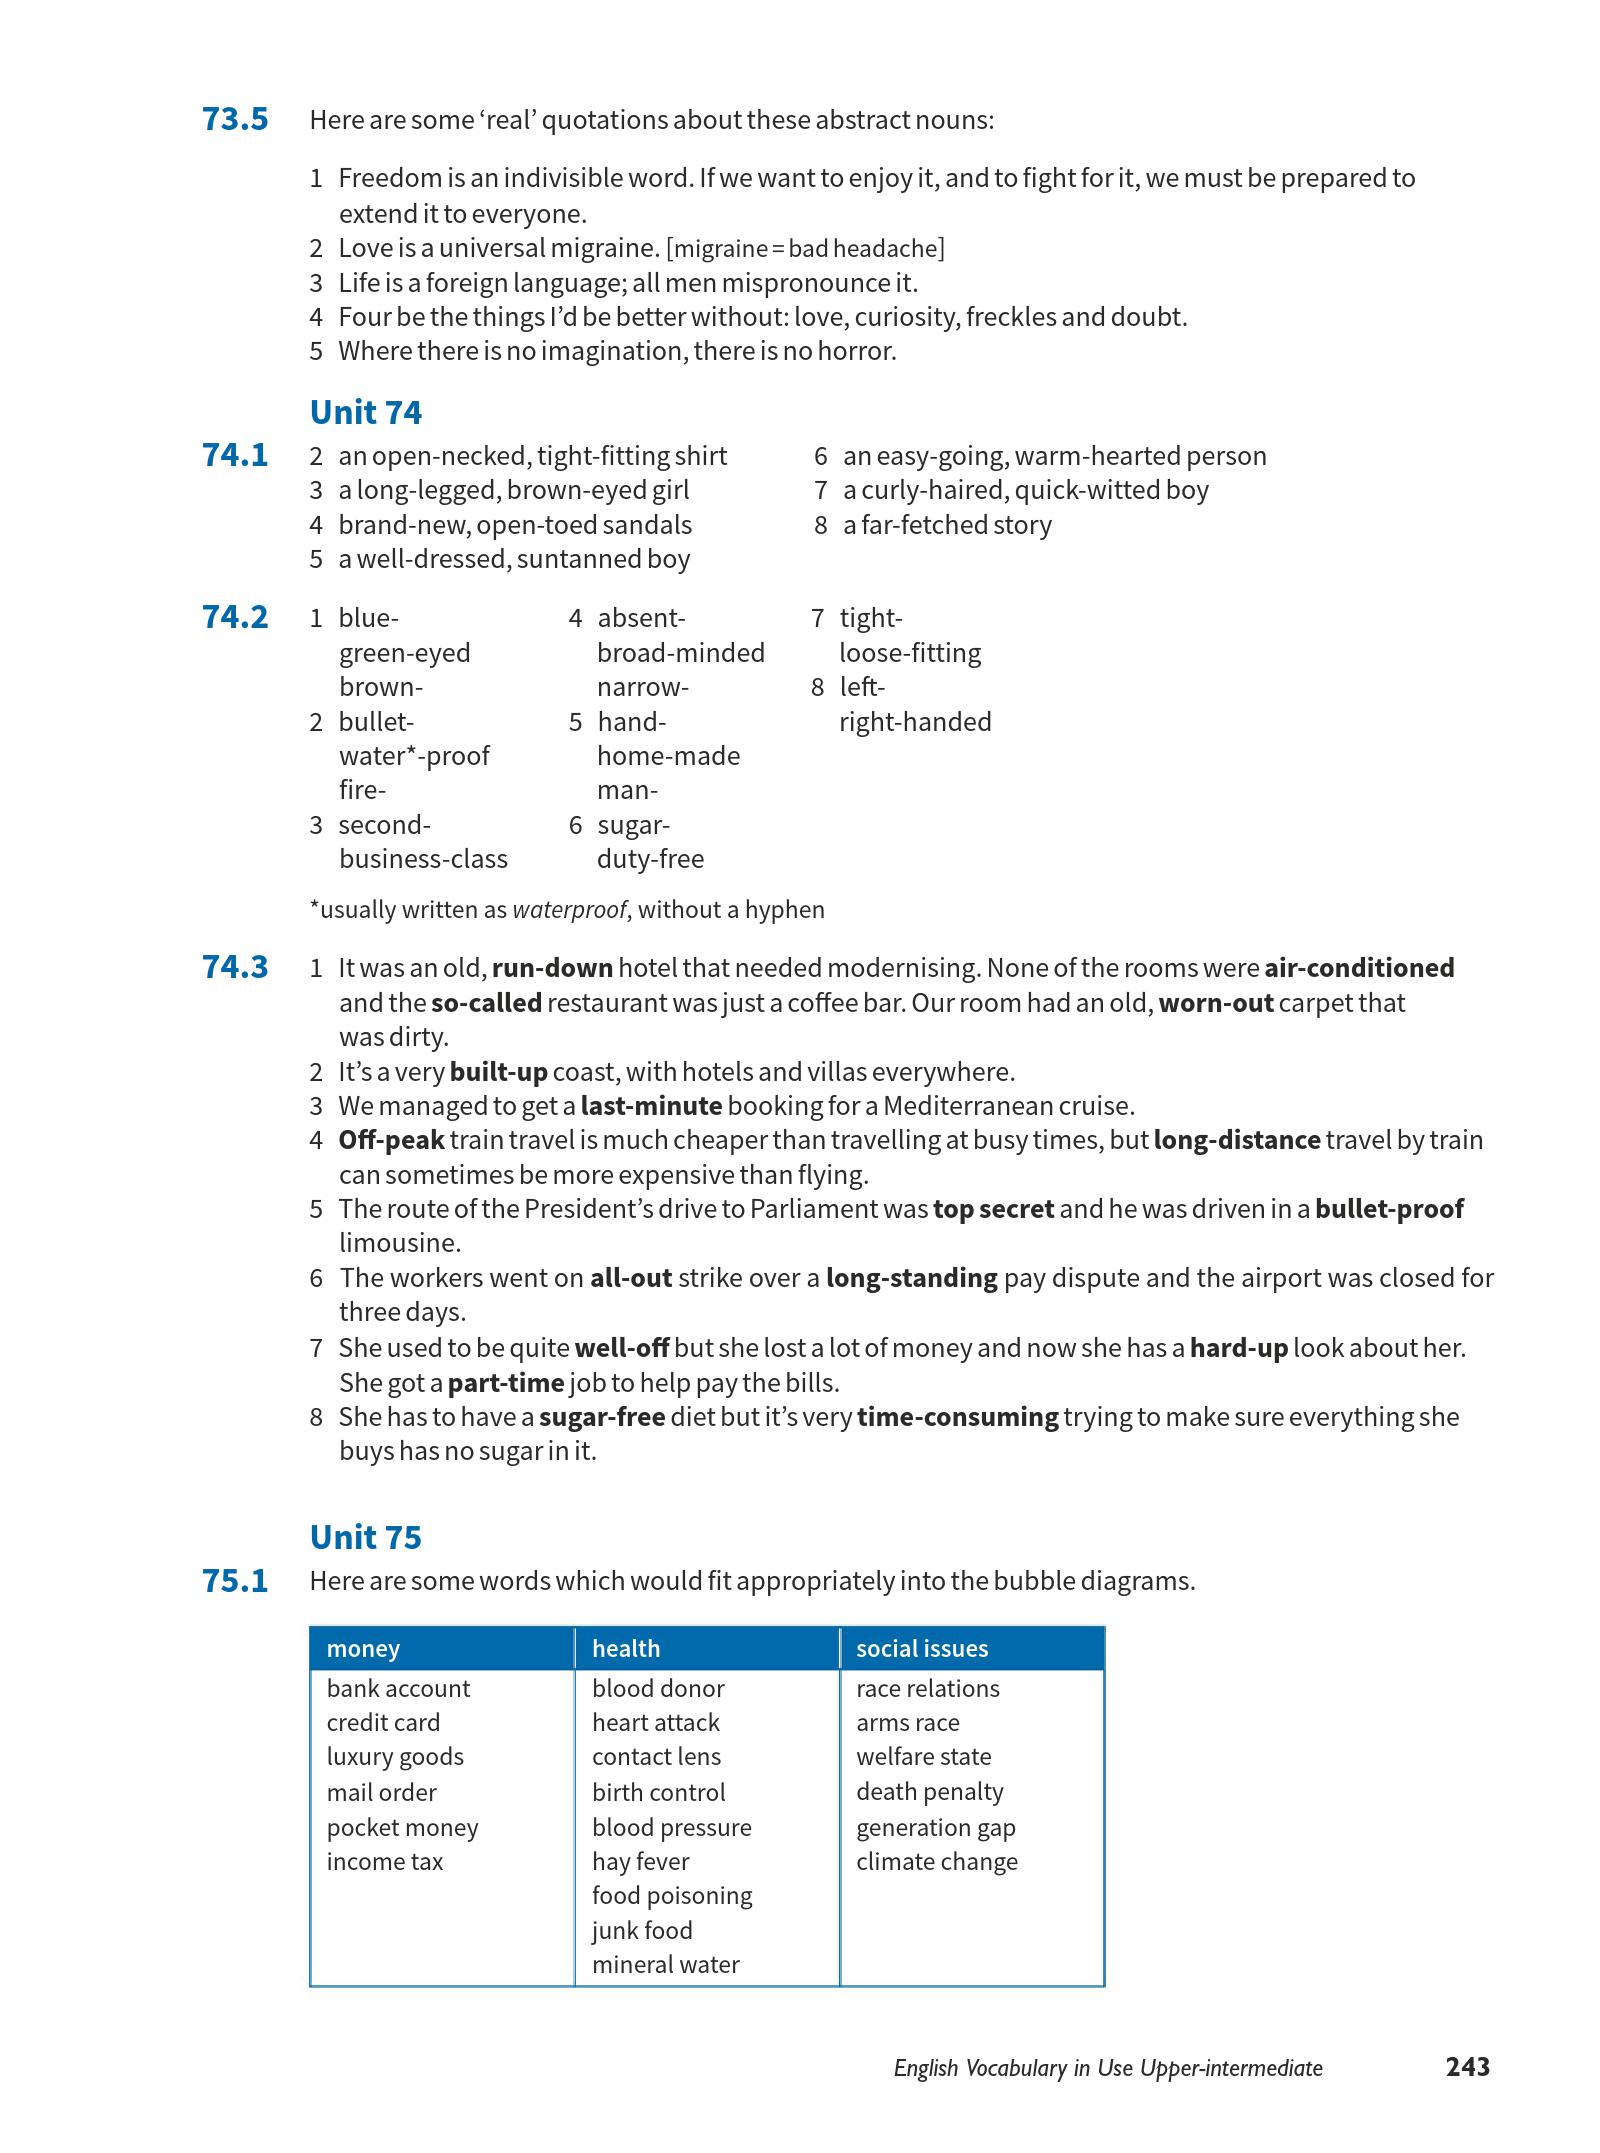 73.5 Here are some ‘real’ quotations about these abstract nouns:
1 Freedom is an indivisible word. If we want to enjoy it, and to fight for it, we must be prepared to
extend it to everyone.
2 Love is a universal migraine. [migraine = bad headache]
3 Life is a foreign language; all men mispronounce it.
4 Four be the things I’d be better without: love, curiosity, freckles and doubt.
5 Where there is no imagination, there is no horror.
Unit 74
74.1
2 an open-necked, tight-fitting shirt
3 a long-legged, brown-eyed girl
4 brand-new, open-toed sandals
5 a well-dressed, suntanned boy
6 an easy-going, warm-hearted person
7 a curly-haired, quick-witted boy
8 a far-fetched story
74.2
1 blue-
green-eyed
brown-
2 bullet-
water*-proof
fire-
3 second-
business-class
4 absent-
broad-minded
narrow-
5 hand-
home-made
man-
6 sugar-
duty-free
7 tight-
loose-fitting
8 left-
right-handed
*usually written as waterproof, without a hyphen
74.3 1 It was an old, run-down hotel that needed modernising. None of the rooms were air-conditioned
and the so-called restaurant was just a coffee bar. Our room had an old, worn-out carpet that
was dirty.
2 It’s a very built-up coast, with hotels and villas everywhere.
3 We managed to get a last-minute booking for a Mediterranean cruise.
4 Off-peak train travel is much cheaper than travelling at busy times, but long-distance travel by train
can sometimes be more expensive than flying.
5 The route of the President’s drive to Parliament was top secret and he was driven in a bullet-proof
limousine.
6 The workers went on all-out strike over a long-standing pay dispute and the airport was closed for
three days.
7 She used to be quite well-off but she lost a lot of money and now she has a hard-up look about her.
She got a part-time job to help pay the bills.
8 She has to have a sugar-free diet but it’s very time-consuming trying to make sure everything she
buys has no sugar in it.
Unit 75
75.1 Here are some words which would fit appropriately into the bubble diagrams.
money health social issues
bank account blood donor race relations
credit card heart attack arms race
luxury goods contact lens welfare state
mail order birth control death penalty
pocket money blood pressure generation gap
income tax hay fever climate change
food poisoning
junk food
mineral water
English Vocabulary in Use Upper-intermediate 243